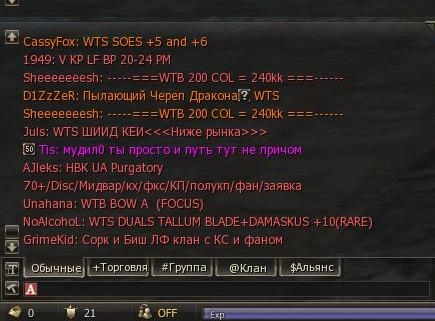 CassyFox: WTS SOES +5 and +6
1949: V KP LF BP 20-24 PM
Sheeeeeeesh: -----===WTB 200 COL = 240kk ===------
D1ZzZeR: Пылающий Череп Дракона[?] WTS
Sheeeeeeesh: -----===WTB 200 COL = 240kk ===------
Juls: WTS ШИИД КЕИ<<<Ниже рынка>>>
Tis: мудил0 ты просто и путь тут не причом
AJleks: HBK UA Purgatory
70+/Disc/Мидвар/кх/фкс/КП/полукп/фан/заявка
Unahana: WTB BOW A (FOCUS)
NoAlcohoL: WTS DUALS TALLUM BLADE+DAMASKUS +10(RARE)
GrimeKid: Сорк и Биш ЛФ клан с КС и фаном
T Обычные +Торговля #Группа @Клан $Альянс
A
0 21 OFF Exp